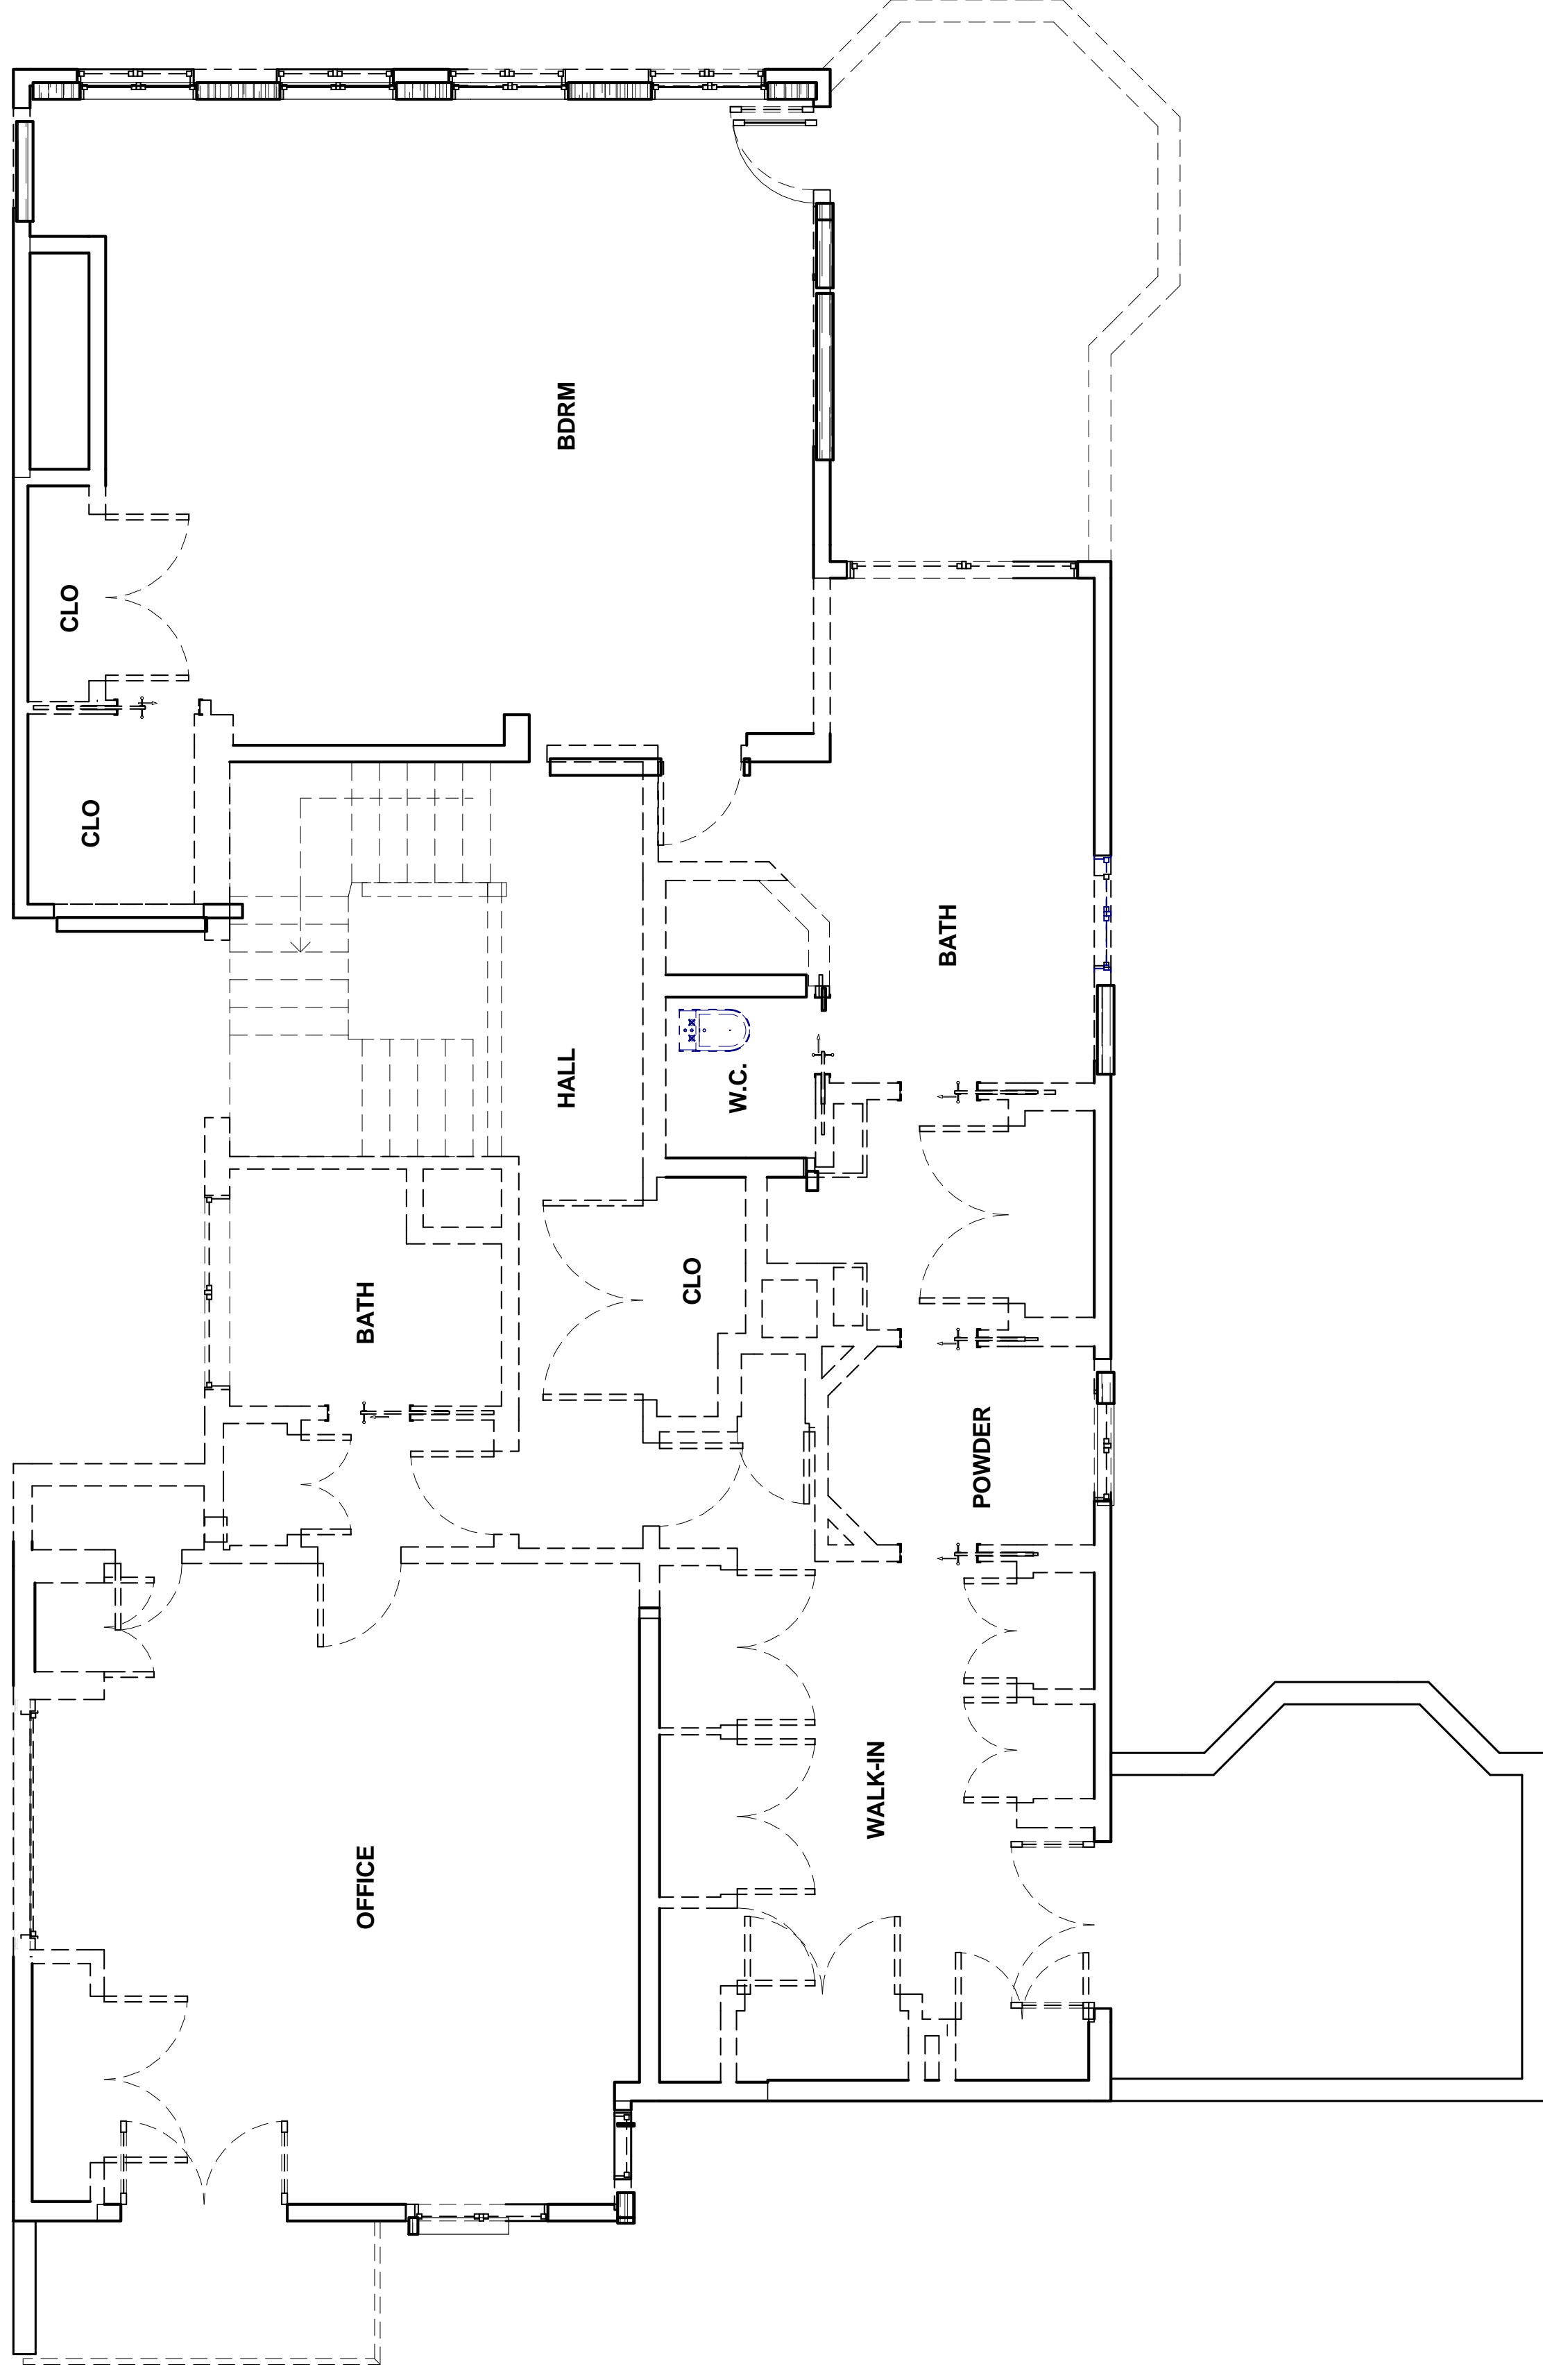 BDRM
CLO
CLO
BATH
HALL
W.C.
CLO
BATH
POWDER
WALK-IN
OFFICE